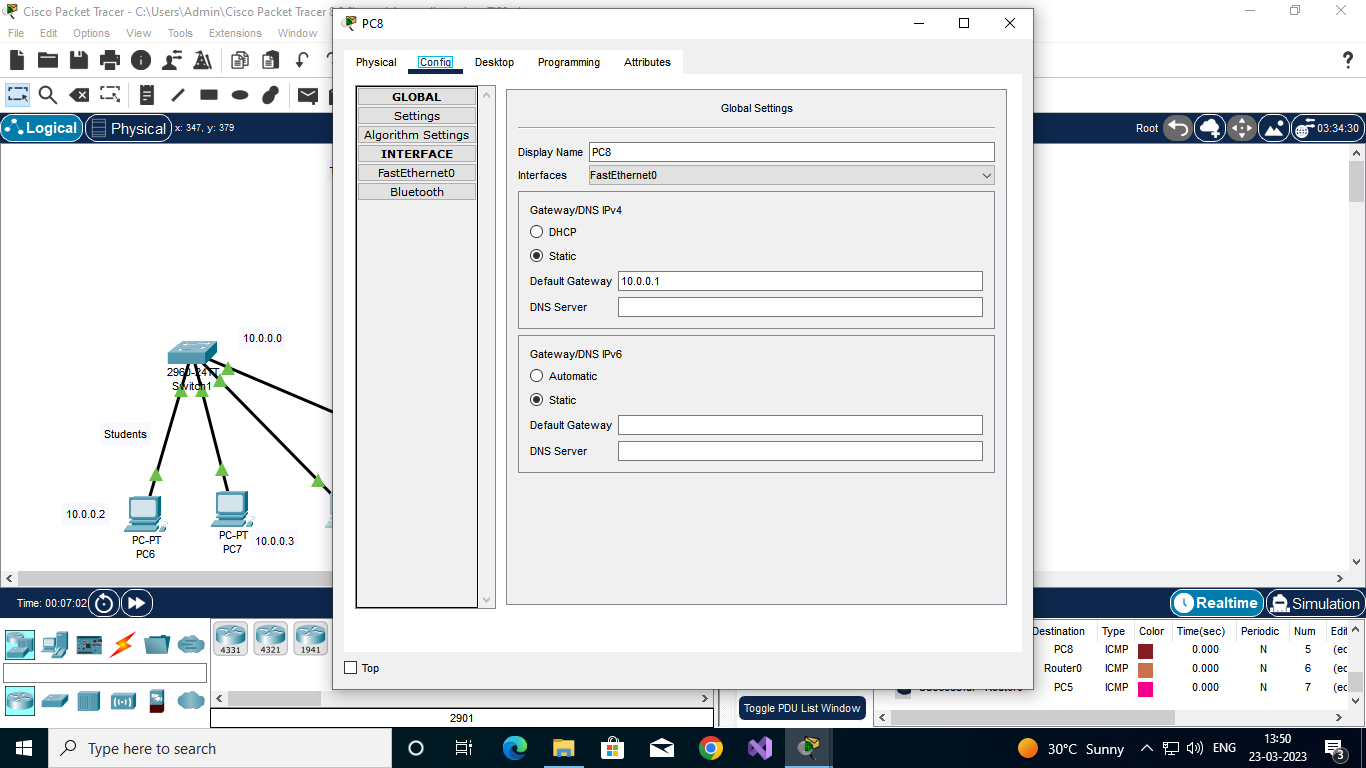 Cisco Packet Tracer - C:\Users\Admin\Cisco Packet Tracer 8
PC8
File Edit Options View Tools Extensions Window
Physical Config Desktop Programming Attributes
Logical Physical x: 347, y: 379
Root 03:34:30
GLOBAL
Settings
Algorithm Settings
INTERFACE
FastEthernet0
Bluetooth
Global Settings
Display Name PC8
Interfaces FastEthernet0
Gateway/DNS IPv4
DHCP
Static
Default Gateway 10.0.0.1
DNS Server
Gateway/DNS IPv6
Automatic
Static
Default Gateway
DNS Server
Top
10.0.0.0
2960-24TT
Switch1
Students
10.0.0.2
PC-PT
PC6
PC-PT
PC7
10.0.0.3
Time: 00:07:02
Realtime Simulation
4331 4321 1941
2901
Toggle PDU List Window
Destination Type Color Time(sec) Periodic N Num Edi
PC8 ICMP 0.000 N 5 (ec
Router0 ICMP 0.000 N 6 (ec
PC5 ICMP 0.000 N 7 (ec
Type here to search
30°C Sunny
ENG
13:50
23-03-2023
3